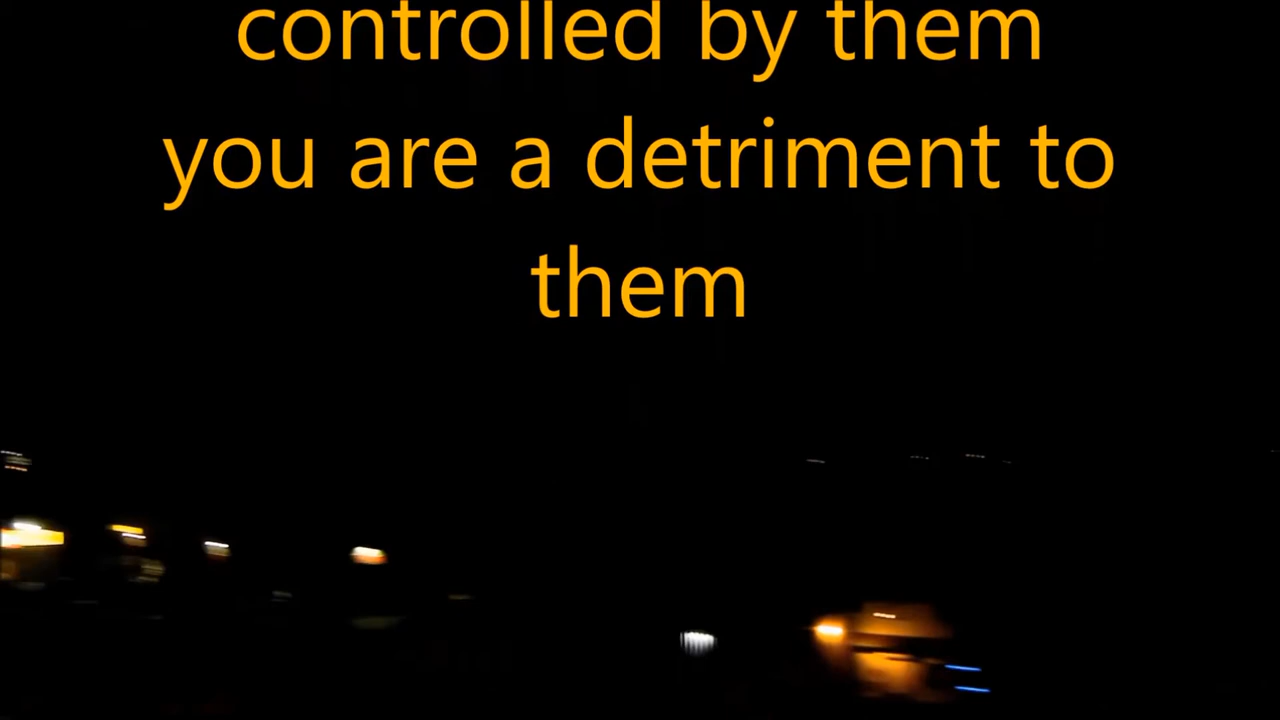 controlled by them
you are a detriment to
them